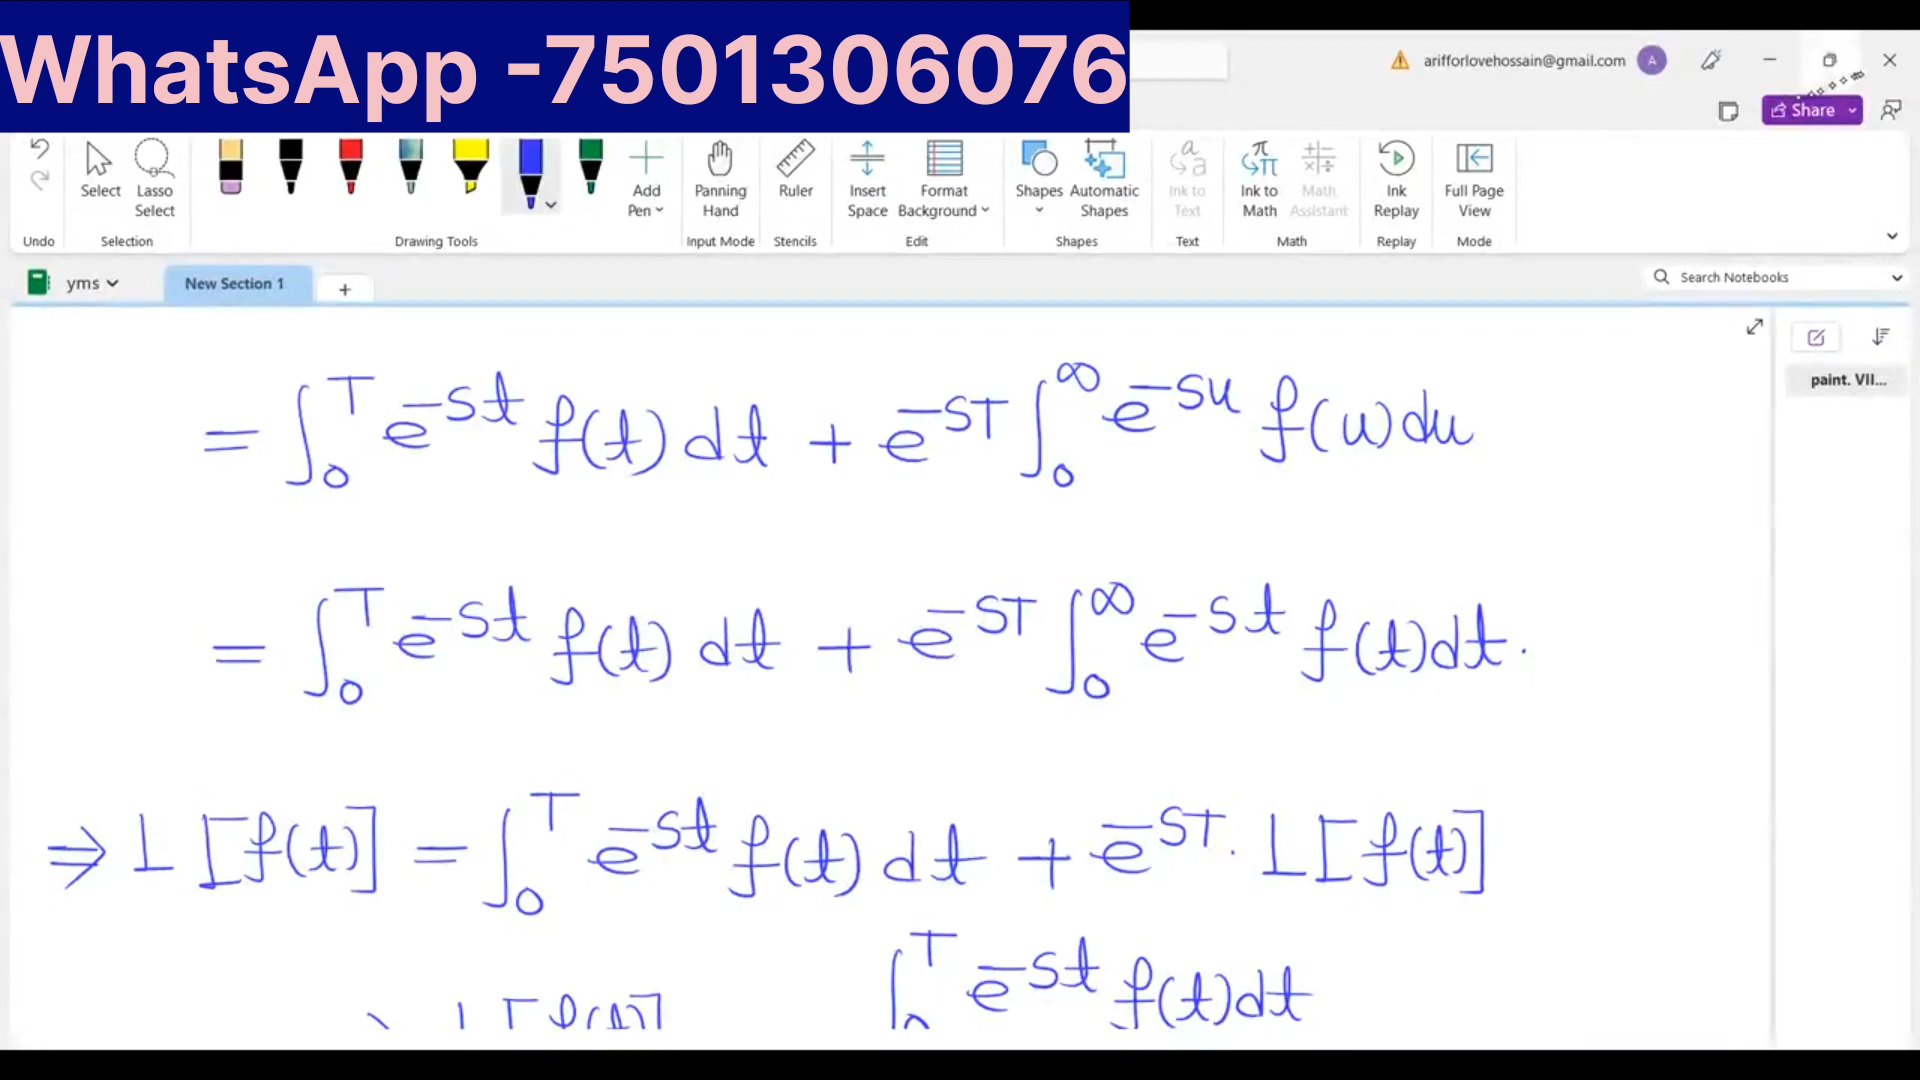 WhatsApp -7501306076
arifforlovehossain@gmail.com A
Share
Select
Lasso Select
Add Pen
Panning Hand
Ruler
Insert Space
Format Background
Shapes
Automatic Shapes
Ink to Text
Ink to Math
Math Assistant
Ink Replay
Full Page View
Undo
Selection
Drawing Tools
Input Mode
Stencils
Edit
Shapes
Text
Math
Replay
Mode
yms
New Section 1
+
Search Notebooks
paint. VII...
= ∫₀ᵀ e^{-st} f(t) dt + e^{-sT} ∫₀^∞ e^{-su} f(u) du
= ∫₀ᵀ e^{-st} f(t) dt + e^{-sT} ∫₀^∞ e^{-st} f(t) dt.
⇒ L[f(t)] = ∫₀ᵀ e^{-st} f(t) dt + e^{-sT} . L[f(t)]
∫₀ᵀ e^{-st} f(t) dt